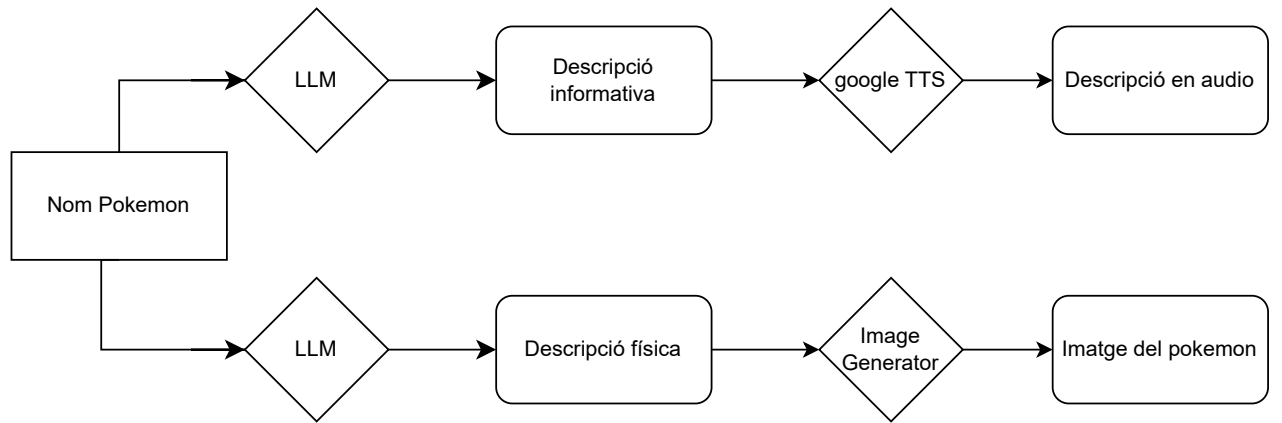 LLM
Descripció
informativa
google TTS
Descripció en audio
Nom Pokemon
LLM
Descripció física
Image
Generator
Imatge del pokemon